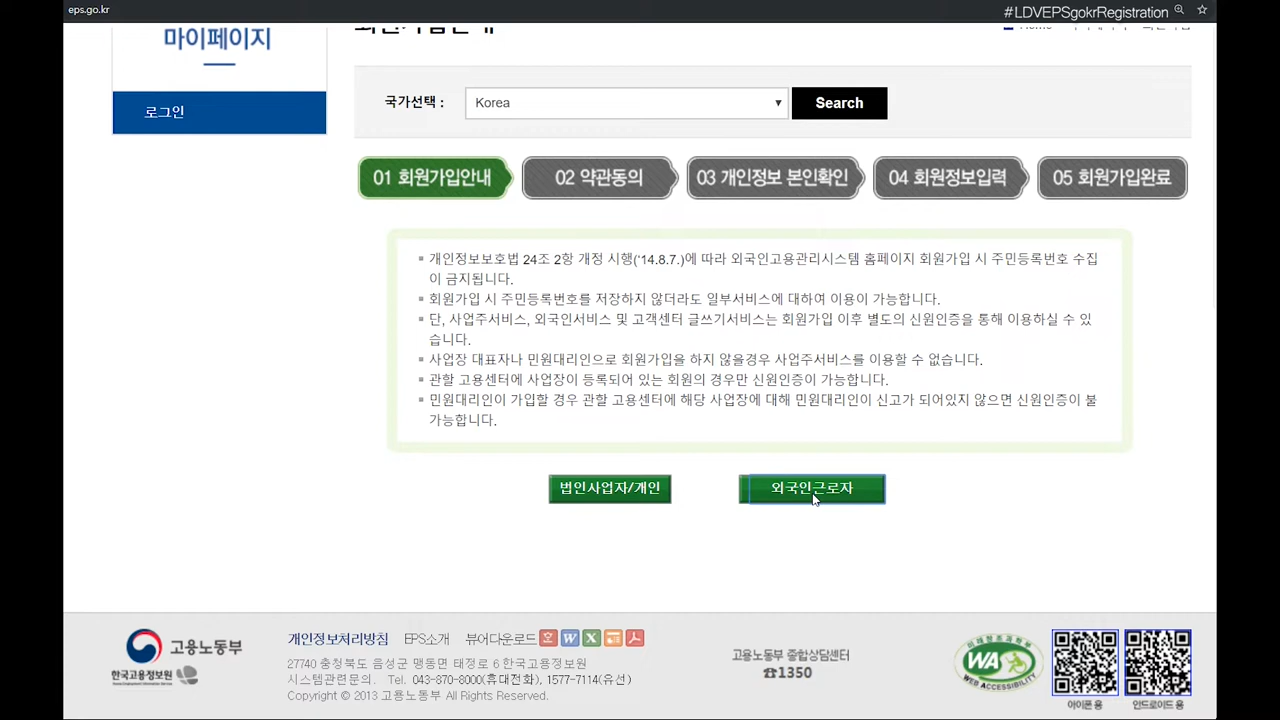 eps.go.kr
#LDVEPSgokrRegistration
마이페이지
회원가입안내
로그인
국가선택 :
Korea
Search
01 회원가입안내
02 약관동의
03 개인정보 본인확인
04 회원정보입력
05 회원가입완료
개인정보보호법 24조 2항 개정 시행('14.8.7.)에 따라 외국인고용관리시스템 홈페이지 회원가입 시 주민등록번호 수집
이 금지됩니다.
회원가입 시 주민등록번호를 저장하지 않더라도 일부서비스에 대하여 이용이 가능합니다.
단, 사업주서비스, 외국인서비스 및 고객센터 글쓰기서비스는 회원가입 이후 별도의 신원인증을 통해 이용하실 수 있
습니다.
사업장 대표자나 민원대리인으로 회원가입을 하지 않을경우 사업주서비스를 이용할 수 없습니다.
관할 고용센터에 사업장이 등록되어 있는 회원의 경우만 신원인증이 가능합니다.
민원대리인이 가입할 경우 관할 고용센터에 해당 사업장에 대해 민원대리인이 신고가 되어있지 않으면 신원인증이 불
가능합니다.
법인사업자/개인
외국인근로자
고용노동부
한국고용정보원
개인정보처리방침
EPS소개
뷰어다운로드
27740 충청북도 음성군 맹동면 태정로 6 한국고용정보원
시스템관련문의. Tel. 043-870-8000(휴대전화), 1577-7114(유선)
Copyright © 2013 고용노동부 All Rights Reserved.
고용노동부 종합상담센터
☎1350
WA
WEB ACCESSIBILITY
아이폰 용
안드로이드 용